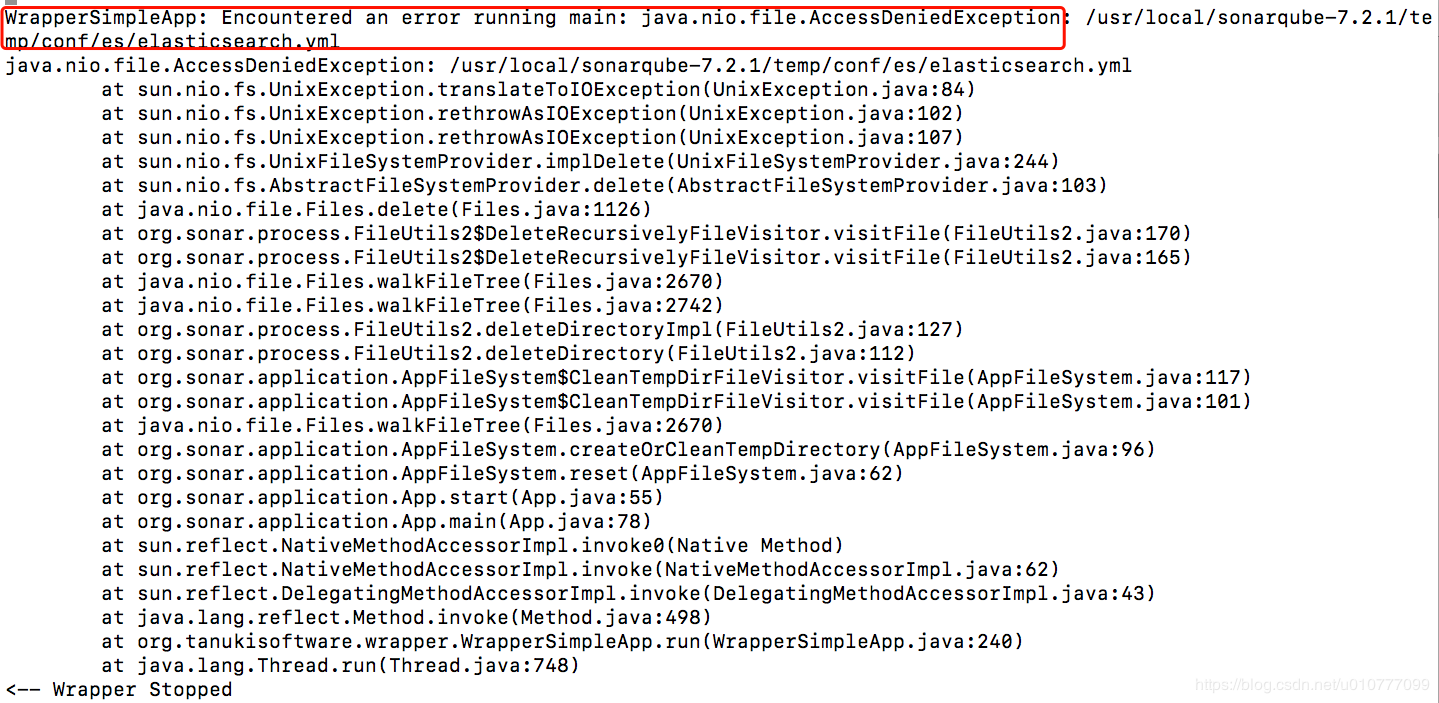 WrapperSimpleApp: Encountered an error running main: java.nio.file.AccessDeniedException: /usr/local/sonarqube-7.2.1/te
mp/conf/es/elasticsearch.yml
java.nio.file.AccessDeniedException: /usr/local/sonarqube-7.2.1/temp/conf/es/elasticsearch.yml
        at sun.nio.fs.UnixException.translateToIOException(UnixException.java:84)
        at sun.nio.fs.UnixException.rethrowAsIOException(UnixException.java:102)
        at sun.nio.fs.UnixException.rethrowAsIOException(UnixException.java:107)
        at sun.nio.fs.UnixFileSystemProvider.implDelete(UnixFileSystemProvider.java:244)
        at sun.nio.fs.AbstractFileSystemProvider.delete(AbstractFileSystemProvider.java:103)
        at java.nio.file.Files.delete(Files.java:1126)
        at org.sonar.process.FileUtils2$DeleteRecursivelyFileVisitor.visitFile(FileUtils2.java:170)
        at org.sonar.process.FileUtils2$DeleteRecursivelyFileVisitor.visitFile(FileUtils2.java:165)
        at java.nio.file.Files.walkFileTree(Files.java:2670)
        at java.nio.file.Files.walkFileTree(Files.java:2742)
        at org.sonar.process.FileUtils2.deleteDirectoryImpl(FileUtils2.java:127)
        at org.sonar.process.FileUtils2.deleteDirectory(FileUtils2.java:112)
        at org.sonar.application.AppFileSystem$CleanTempDirFileVisitor.visitFile(AppFileSystem.java:117)
        at org.sonar.application.AppFileSystem$CleanTempDirFileVisitor.visitFile(AppFileSystem.java:101)
        at java.nio.file.Files.walkFileTree(Files.java:2670)
        at org.sonar.application.AppFileSystem.createOrCleanTempDirectory(AppFileSystem.java:96)
        at org.sonar.application.AppFileSystem.reset(AppFileSystem.java:62)
        at org.sonar.application.App.start(App.java:55)
        at org.sonar.application.App.main(App.java:78)
        at sun.reflect.NativeMethodAccessorImpl.invoke0(Native Method)
        at sun.reflect.NativeMethodAccessorImpl.invoke(NativeMethodAccessorImpl.java:62)
        at sun.reflect.DelegatingMethodAccessorImpl.invoke(DelegatingMethodAccessorImpl.java:43)
        at java.lang.reflect.Method.invoke(Method.java:498)
        at org.tanukisoftware.wrapper.WrapperSimpleApp.run(WrapperSimpleApp.java:240)
        at java.lang.Thread.run(Thread.java:748)
<-- Wrapper Stopped
https://blog.csdn.net/u010777099